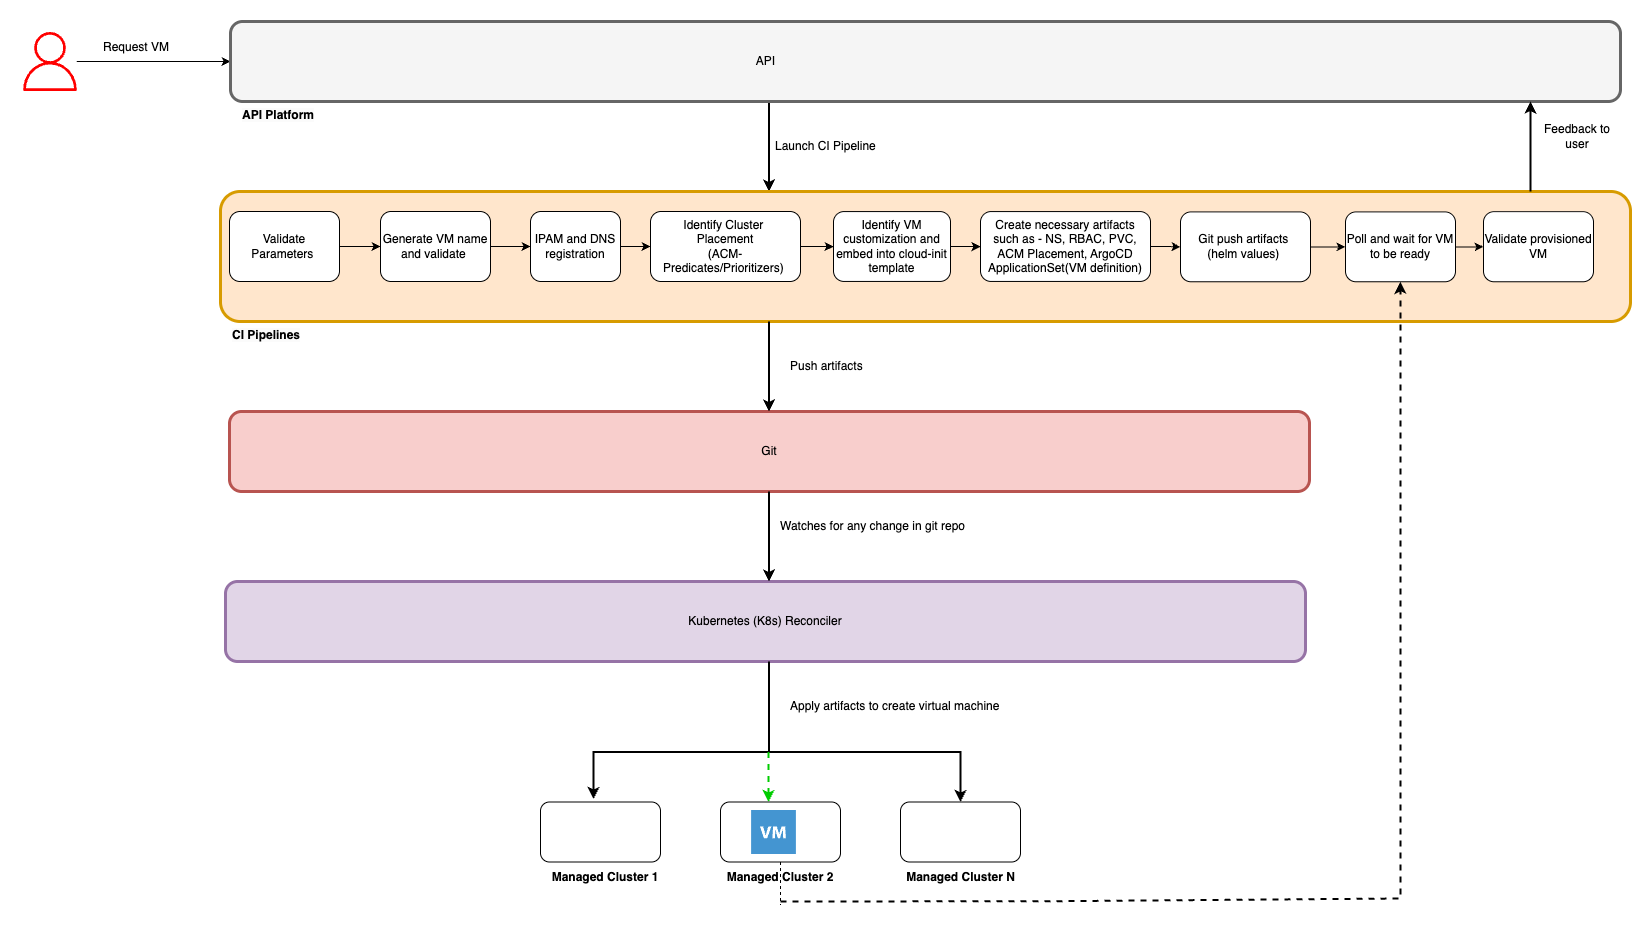 Request VM
API
API Platform
Launch CI Pipeline
Feedback to
user
Validate
Parameters
Generate VM name
and validate
IPAM and DNS
registration
Identify Cluster
Placement
(ACM-
Predicates/Prioritizers)
Identify VM
customization and
embed into cloud-init
template
Create necessary artifacts
such as - NS, RBAC, PVC,
ACM Placement, ArgoCD
ApplicationSet(VM definition)
Git push artifacts
(helm values)
Poll and wait for VM
to be ready
Validate provisioned
VM
CI Pipelines
Push artifacts
Git
Watches for any change in git repo
Kubernetes (K8s) Reconciler
Apply artifacts to create virtual machine
VM
Managed Cluster 1
Managed Cluster 2
Managed Cluster N